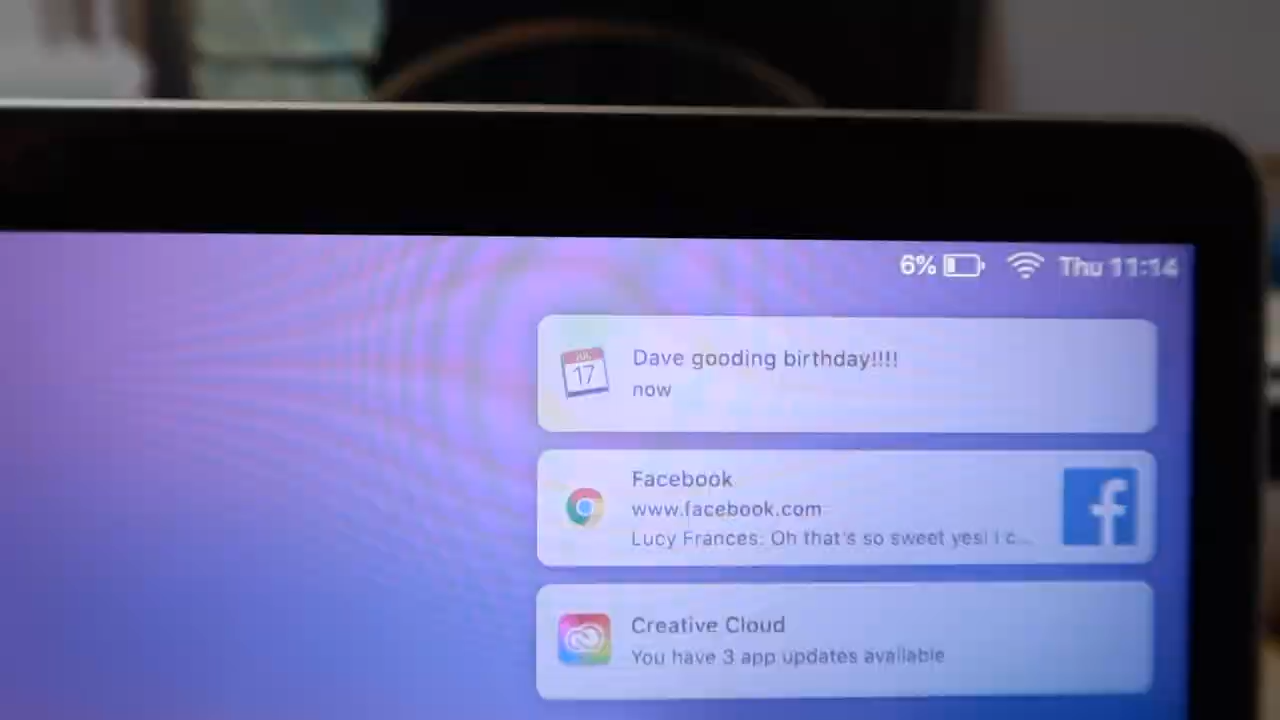 6% Thu 11:14
JUL
17
Dave gooding birthday!!!!
now
Facebook
www.facebook.com
Lucy Frances: Oh that's so sweet yes! I c...
Creative Cloud
You have 3 app updates available